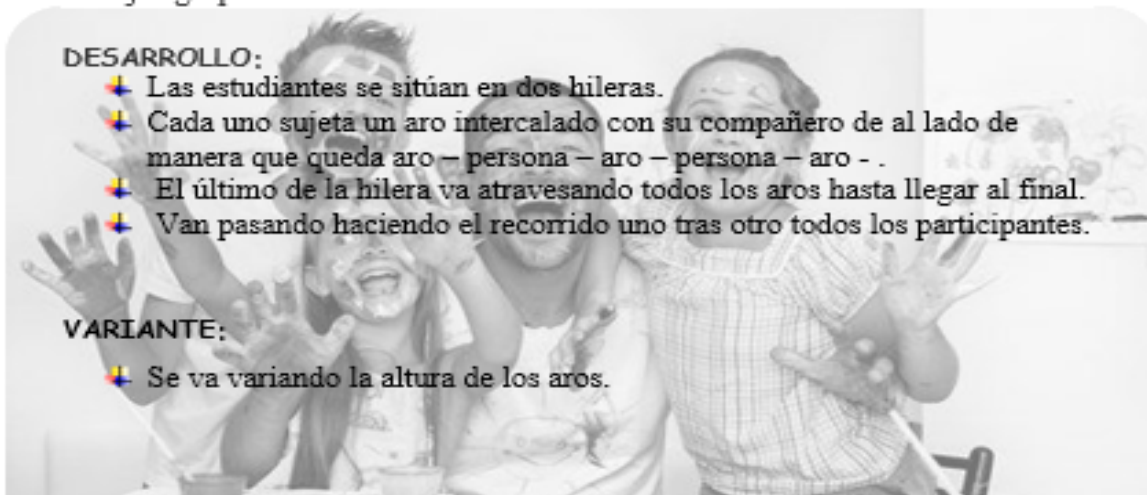 DESARROLLO:
Las estudiantes se sitúan en dos hileras.
Cada uno sujeta un aro intercalado con su compañero de al lado de
manera que queda aro – persona – aro – persona – aro - .
El último de la hilera va atravesando todos los aros hasta llegar al final.
Van pasando haciendo el recorrido uno tras otro todos los participantes.
VARIANTE:
Se va variando la altura de los aros.